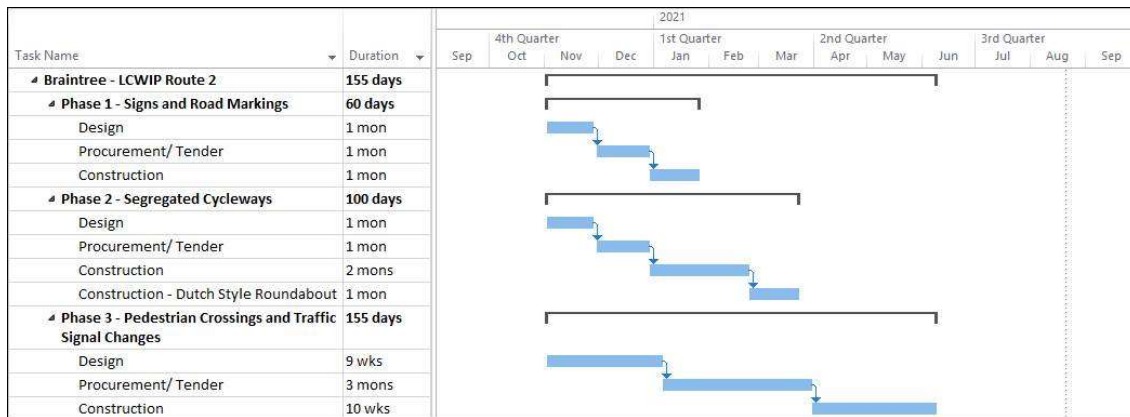 2021
4th Quarter 1st Quarter 2nd Quarter 3rd Quarter
Task Name Duration Sep Oct Nov Dec Jan Feb Mar Apr May Jun Jul Aug Sep
Braintree - LCWIP Route 2 155 days
Phase 1 - Signs and Road Markings 60 days
Design 1 mon
Procurement/ Tender 1 mon
Construction 1 mon
Phase 2 - Segregated Cycleways 100 days
Design 1 mon
Procurement/ Tender 1 mon
Construction 2 mons
Construction - Dutch Style Roundabout 1 mon
Phase 3 - Pedestrian Crossings and Traffic 155 days
Signal Changes
Design 9 wks
Procurement/ Tender 3 mons
Construction 10 wks